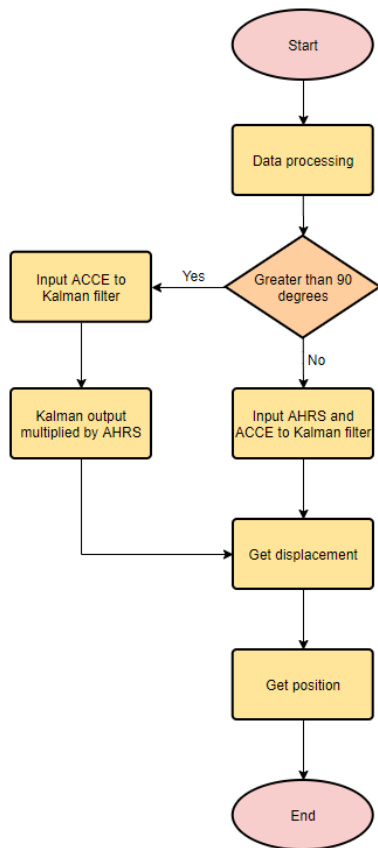 Start
Data processing
Greater than 90
degrees
Yes
Input ACCE to
Kalman filter
No
Kalman output
multiplied by AHRS
Input AHRS and
ACCE to Kalman filter
Get displacement
Get position
End